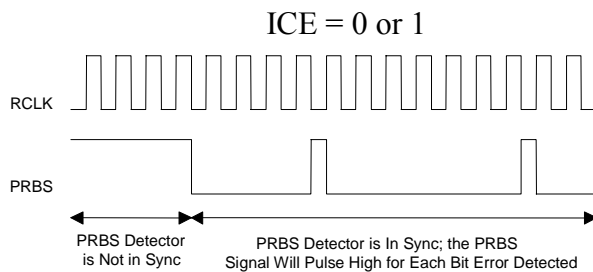 ICE = 0 or 1
RCLK
PRBS
PRBS Detector
is Not in Sync
PRBS Detector is In Sync; the PRBS
Signal Will Pulse High for Each Bit Error Detected